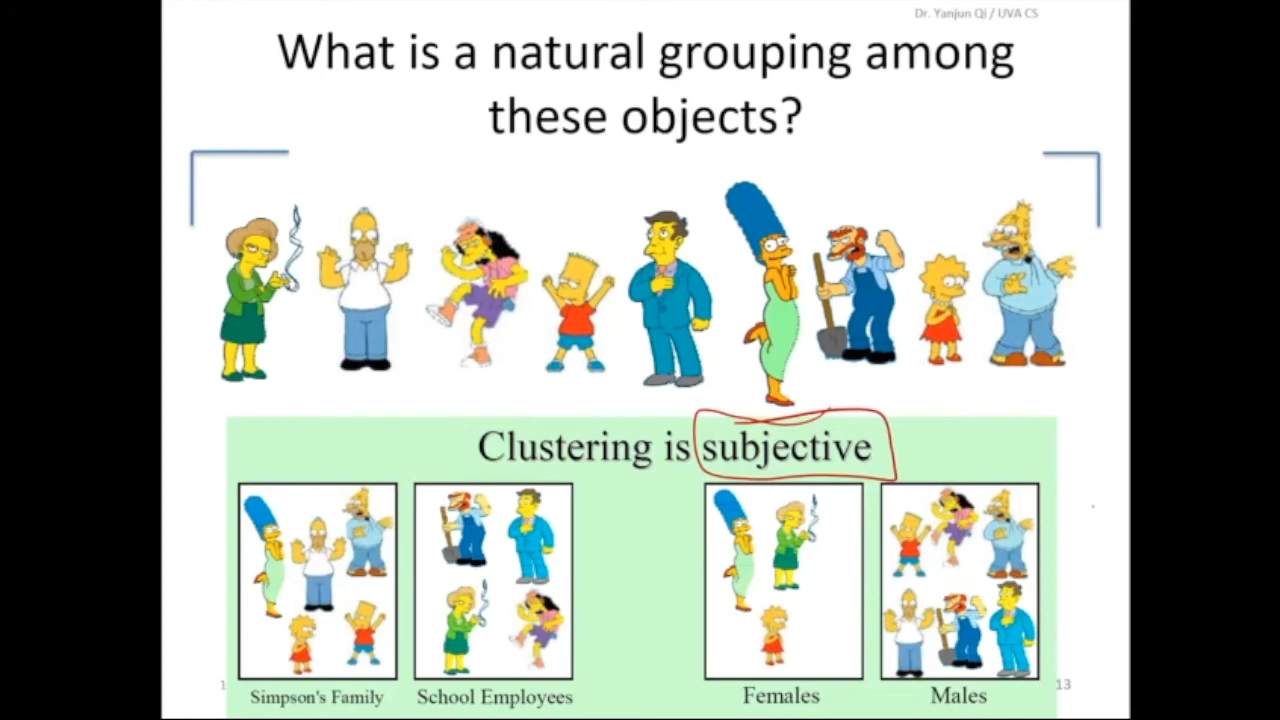 Dr. Yanjun Qi / UVA CS
What is a natural grouping among
these objects?
Clustering is subjective
Simpson's Family
School Employees
Females
Males
13